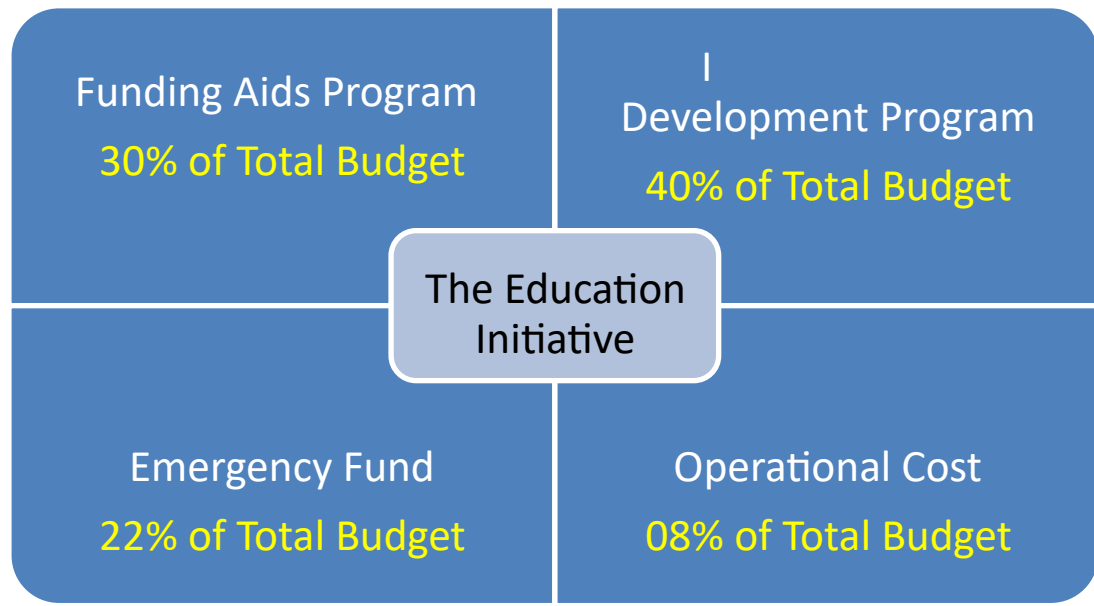 Funding Aids Program
30% of Total Budget
I
Development Program
40% of Total Budget
The Education
Initiative
Emergency Fund
22% of Total Budget
Operational Cost
08% of Total Budget